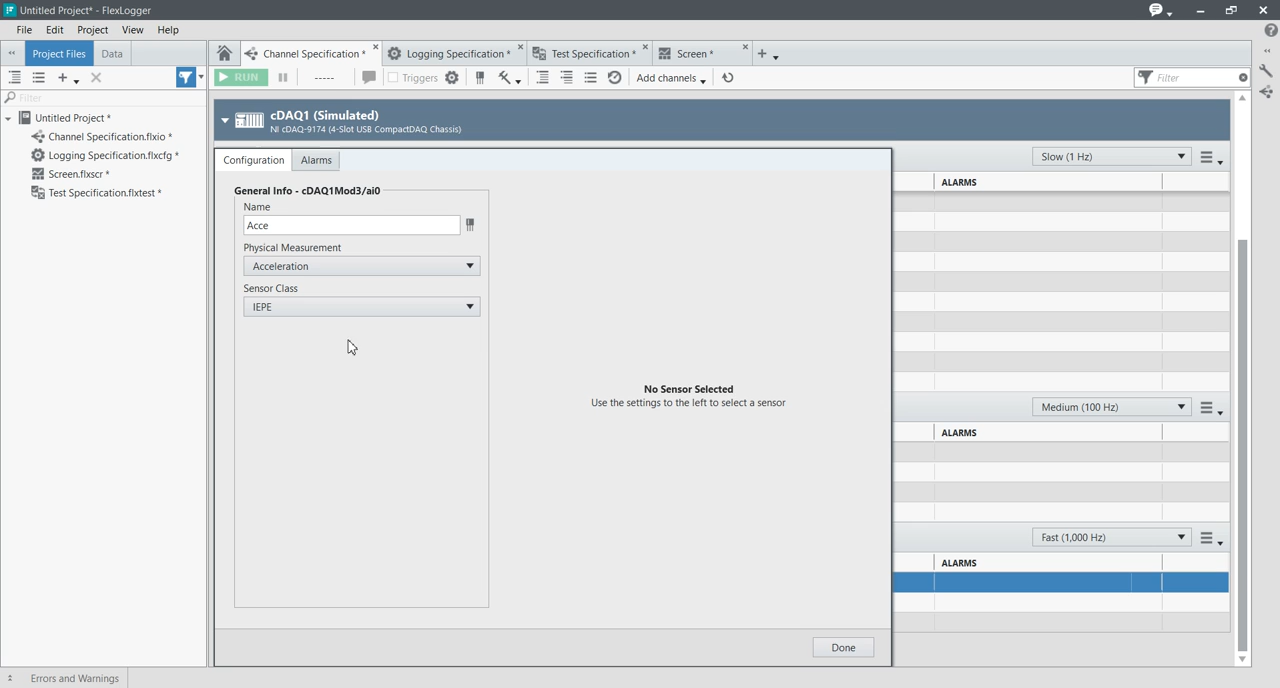 Untitled Project* - FlexLogger
File Edit Project View Help
Project Files Data
Channel Specification * Logging Specification * Test Specification * Screen *
RUN ----- Triggers Add channels Filter
Filter
Untitled Project *
Channel Specification.flxio *
Logging Specification.flxcfg *
Screen.flxscr *
Test Specification.flxtest *
cDAQ1 (Simulated)
NI cDAQ-9174 (4-Slot USB CompactDAQ Chassis)
Configuration Alarms
Slow (1 Hz)
ALARMS
General Info - cDAQ1Mod3/ai0
Name
Acce
Physical Measurement
Acceleration
Sensor Class
IEPE
No Sensor Selected
Use the settings to the left to select a sensor
Medium (100 Hz)
ALARMS
Fast (1,000 Hz)
ALARMS
Done
Errors and Warnings